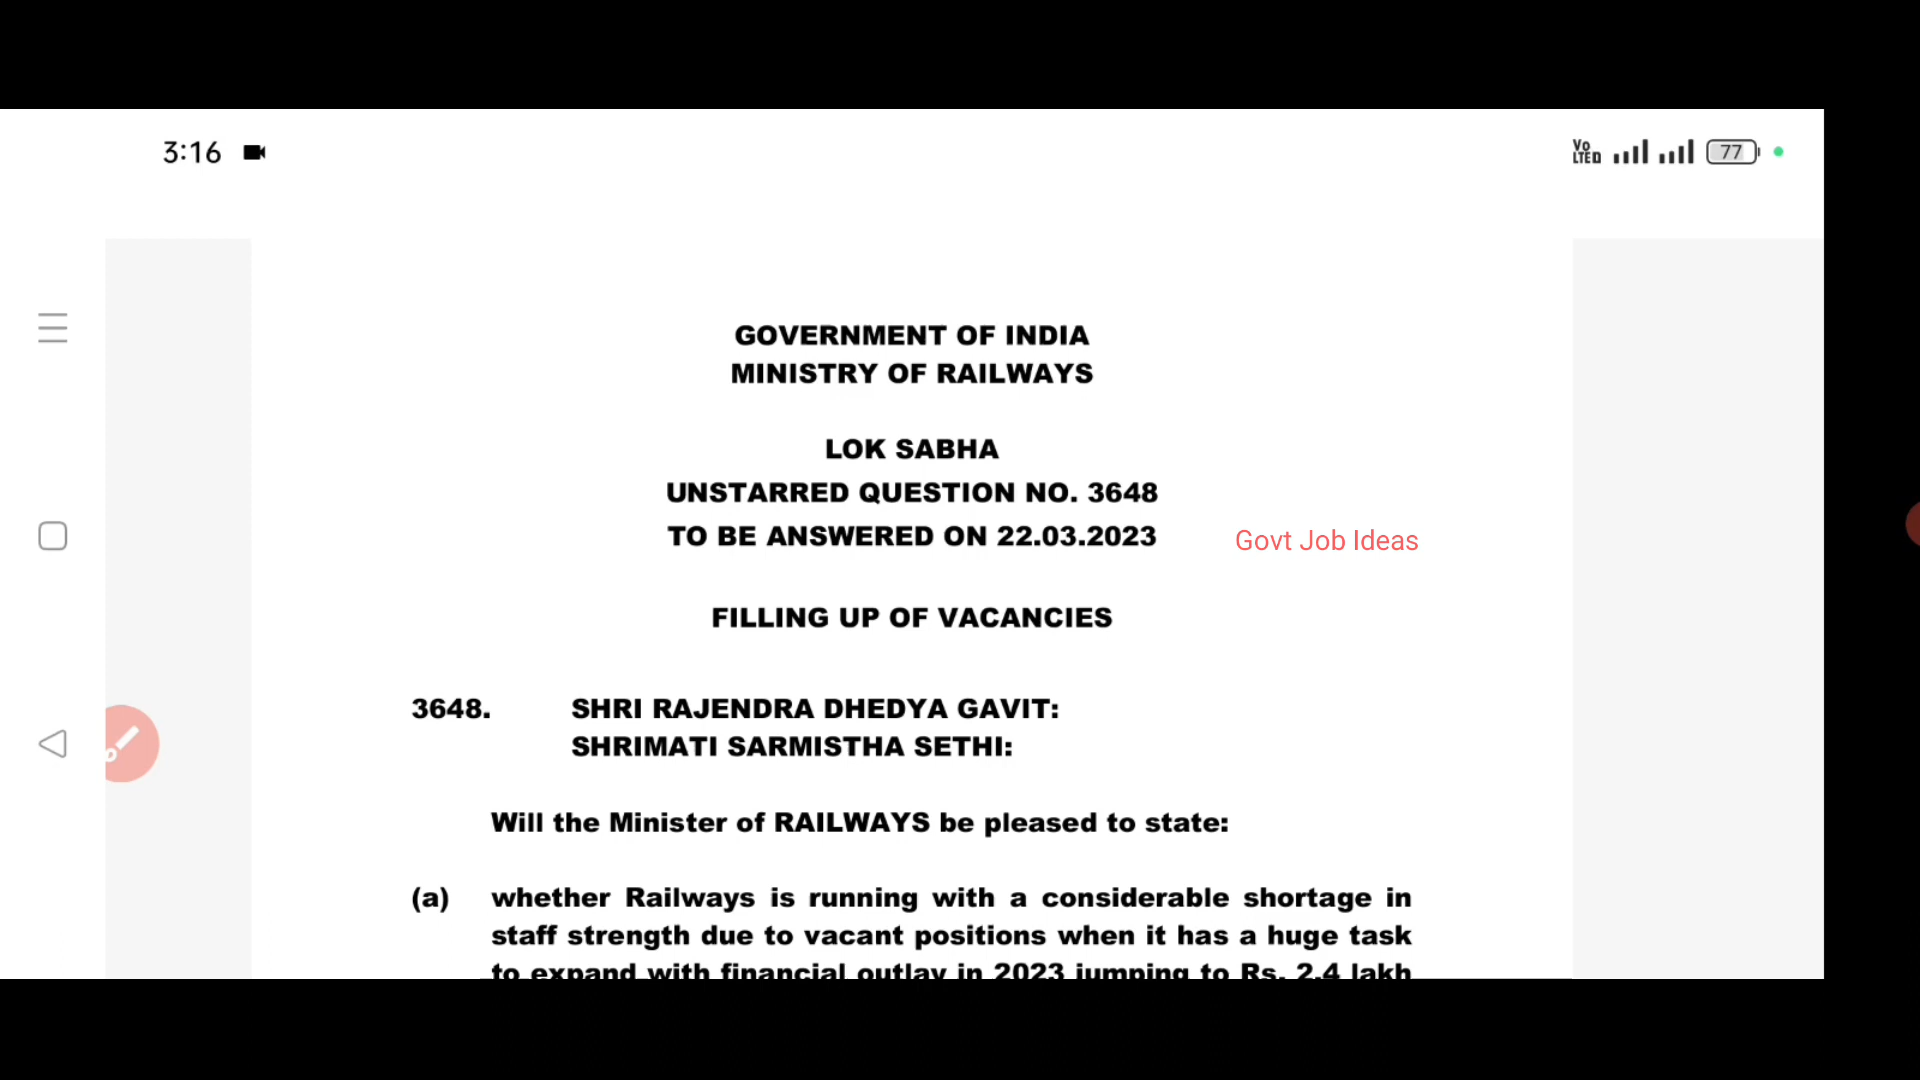 3:16
Vo LTED
77
GOVERNMENT OF INDIA
MINISTRY OF RAILWAYS
LOK SABHA
UNSTARRED QUESTION NO. 3648
TO BE ANSWERED ON 22.03.2023
Govt Job Ideas
FILLING UP OF VACANCIES
3648. SHRI RAJENDRA DHEDYA GAVIT:
SHRIMATI SARMISTHA SETHI:
Will the Minister of RAILWAYS be pleased to state:
(a) whether Railways is running with a considerable shortage in
staff strength due to vacant positions when it has a huge task
to expand with financial outlay in 2023 jumping to Rs. 2.4 lakh